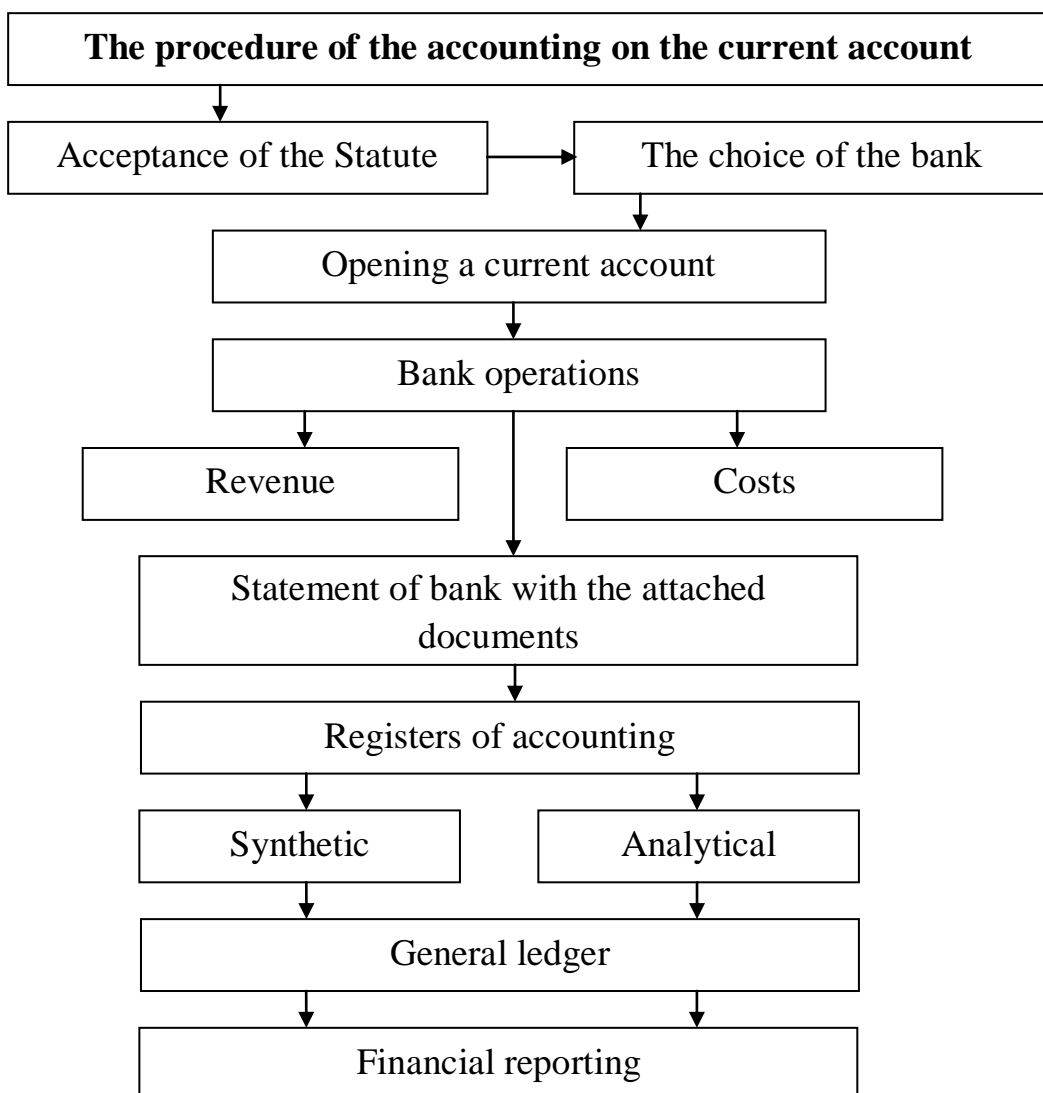 The procedure of the accounting on the current account
Acceptance of the Statute
The choice of the bank
Opening a current account
Bank operations
Revenue
Costs
Statement of bank with the attached
documents
Registers of accounting
Synthetic
Analytical
General ledger
Financial reporting